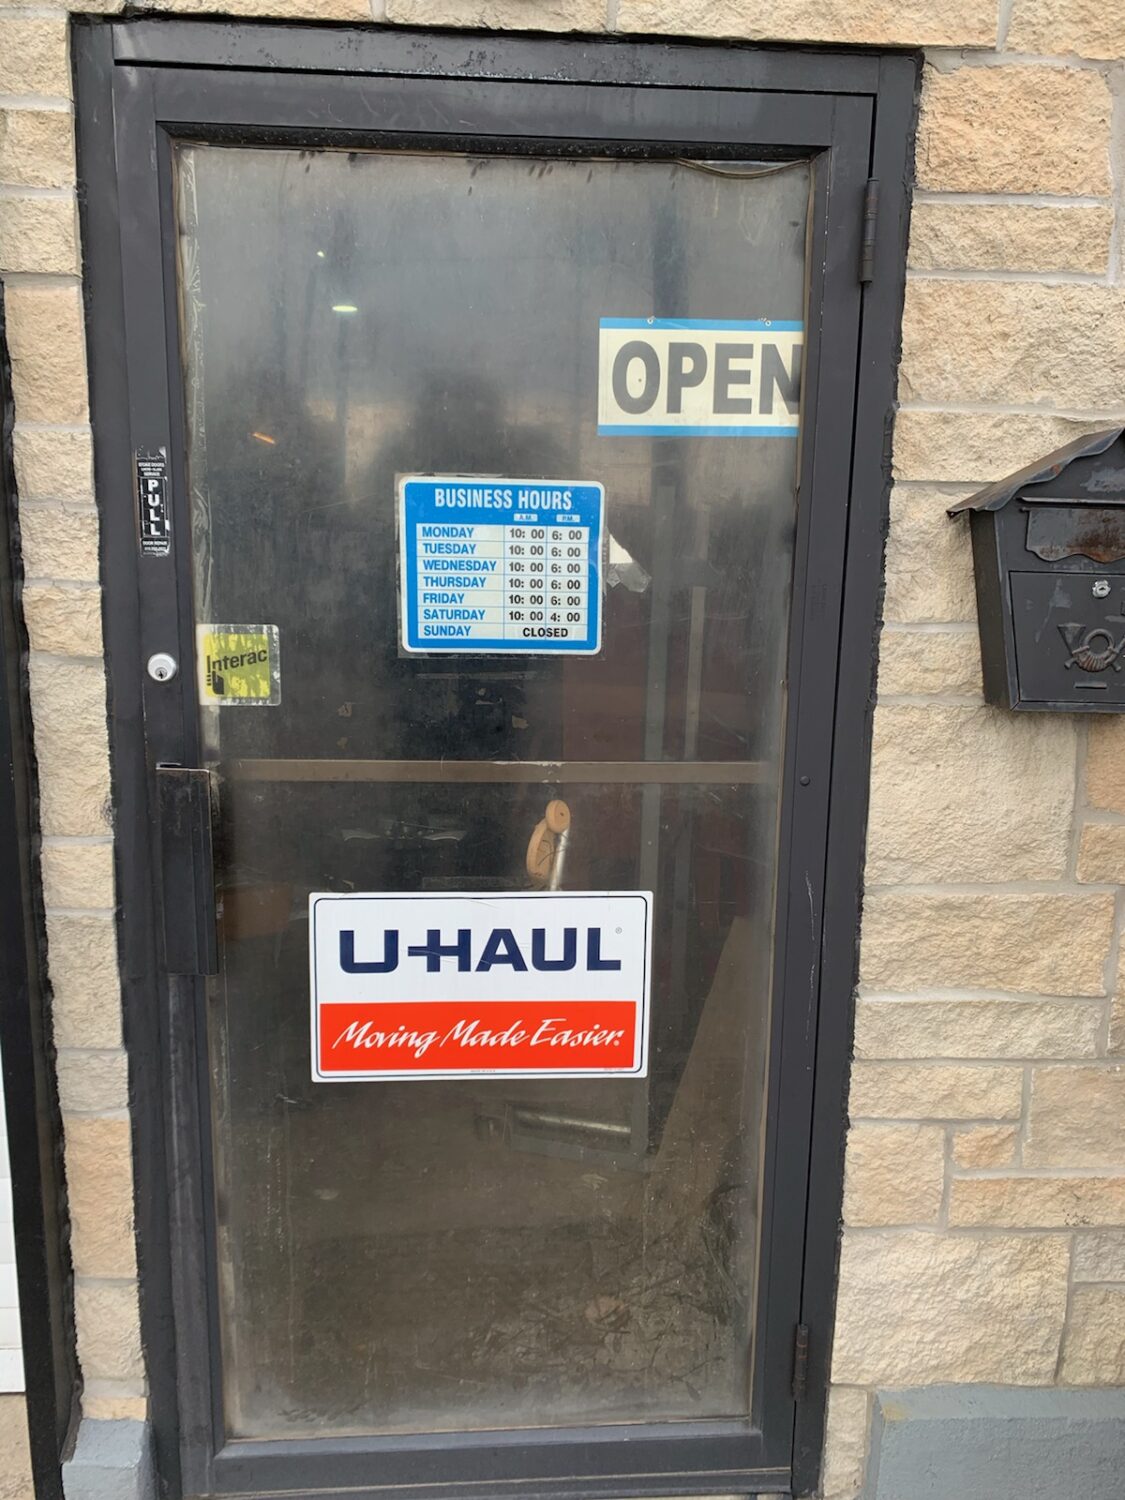 OPEN
BUSINESS HOURS
A.M. P.M.
MONDAY 10: 00 6: 00
TUESDAY 10: 00 6: 00
WEDNESDAY 10: 00 6: 00
THURSDAY 10: 00 6: 00
FRIDAY 10: 00 6: 00
SATURDAY 10: 00 4: 00
SUNDAY CLOSED
PULL
Interac
U-HAUL®
Moving Made Easier.